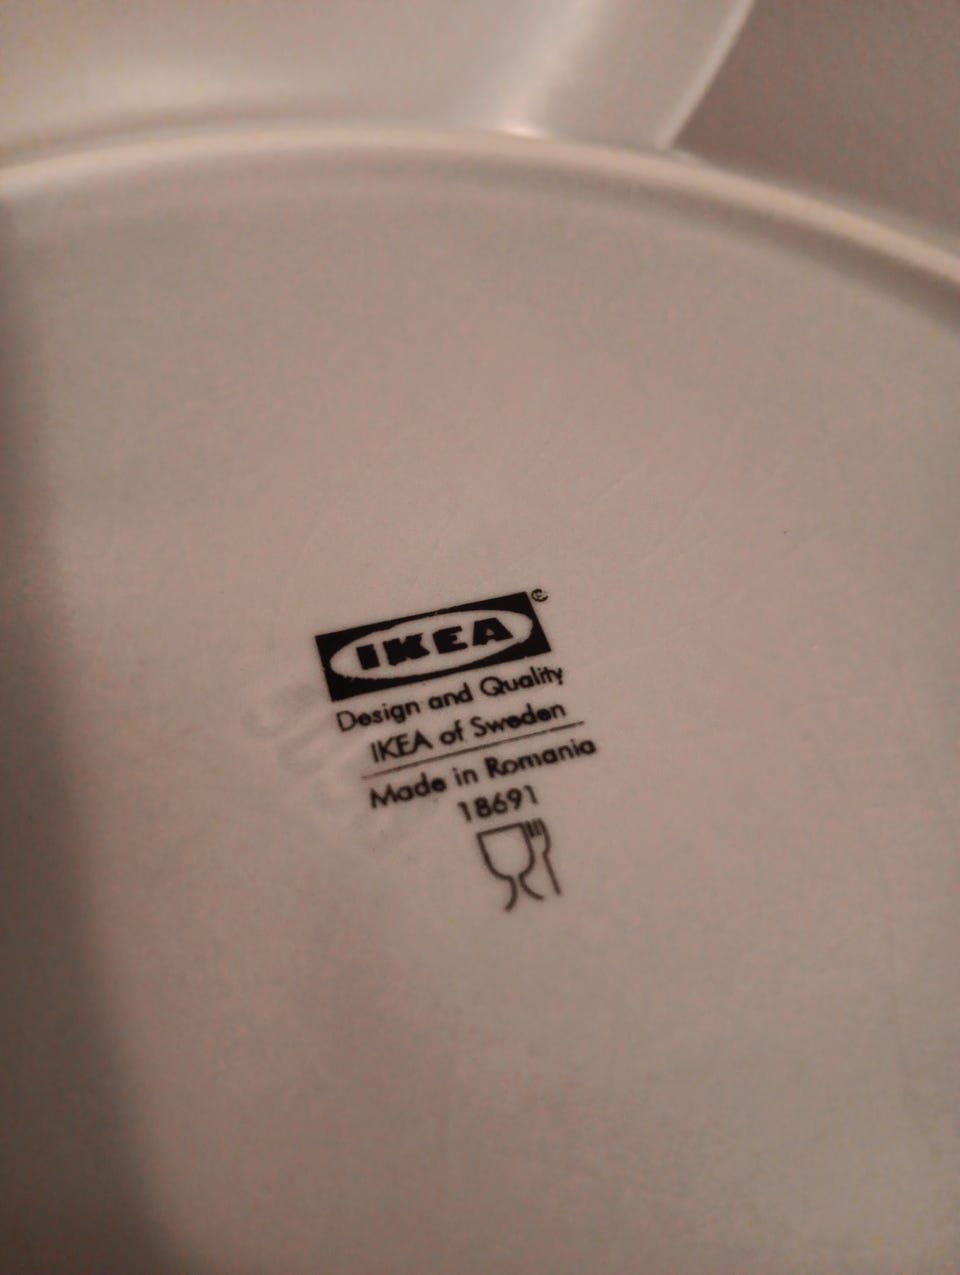 IKEA®
Design and Quality
IKEA of Sweden
Made in Romania
18691